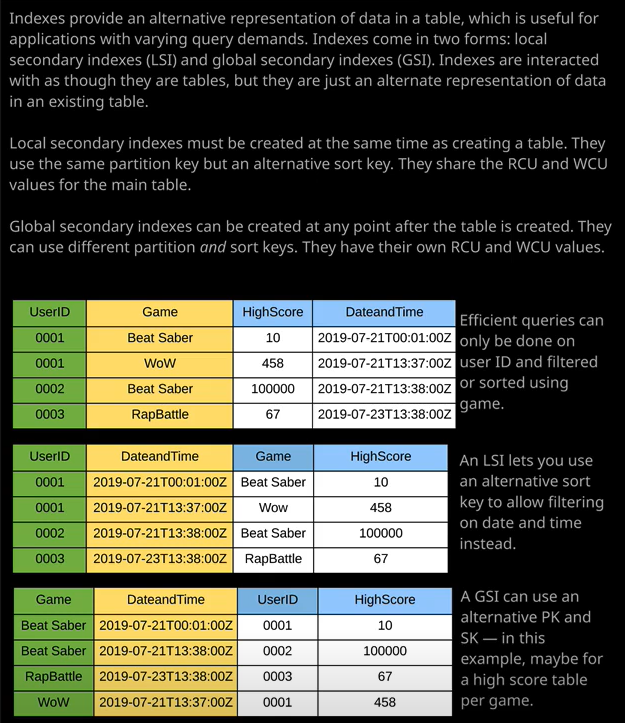 Indexes provide an alternative representation of data in a table, which is useful for
applications with varying query demands. Indexes come in two forms: local
secondary indexes (LSI) and global secondary indexes (GSI). Indexes are interacted
with as though they are tables, but they are just an alternate representation of data
in an existing table.
Local secondary indexes must be created at the same time as creating a table. They
use the same partition key but an alternative sort key. They share the RCU and WCU
values for the main table.
Global secondary indexes can be created at any point after the table is created. They
can use different partition and sort keys. They have their own RCU and WCU values.
UserID Game HighScore DateandTime
0001 Beat Saber 10 2019-07-21T00:01:00Z
0001 WoW 458 2019-07-21T13:37:00Z
0002 Beat Saber 100000 2019-07-21T13:38:00Z
0003 RapBattle 67 2019-07-23T13:38:00Z
Efficient queries can
only be done on
user ID and filtered
or sorted using
game.
UserID DateandTime Game HighScore
0001 2019-07-21T00:01:00Z Beat Saber 10
0001 2019-07-21T13:37:00Z Wow 458
0002 2019-07-21T13:38:00Z Beat Saber 100000
0003 2019-07-23T13:38:00Z RapBattle 67
An LSI lets you use
an alternative sort
key to allow filtering
on date and time
instead.
Game DateandTime UserID HighScore
Beat Saber 2019-07-21T00:01:00Z 0001 10
Beat Saber 2019-07-21T13:38:00Z 0002 100000
RapBattle 2019-07-23T13:38:00Z 0003 67
WoW 2019-07-21T13:37:00Z 0001 458
A GSI can use an
alternative PK and
SK — in this
example, maybe for
a high score table
per game.